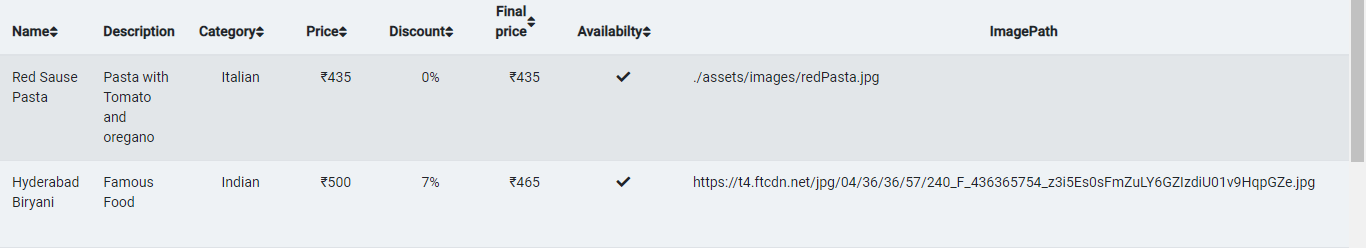 Name Description Category Price Discount Final price Availabilty ImagePath
Red Sause Pasta with Italian ₹435 0% ₹435 ./assets/images/redPasta.jpg
Pasta Tomato
and
oregano
Hyderabad Famous Indian ₹500 7% ₹465 https://t4.ftcdn.net/jpg/04/36/36/57/240_F_436365754_z3i5Es0sFmZuLY6GZIzdiU01v9HqpGZe.jpg
Biryani Food